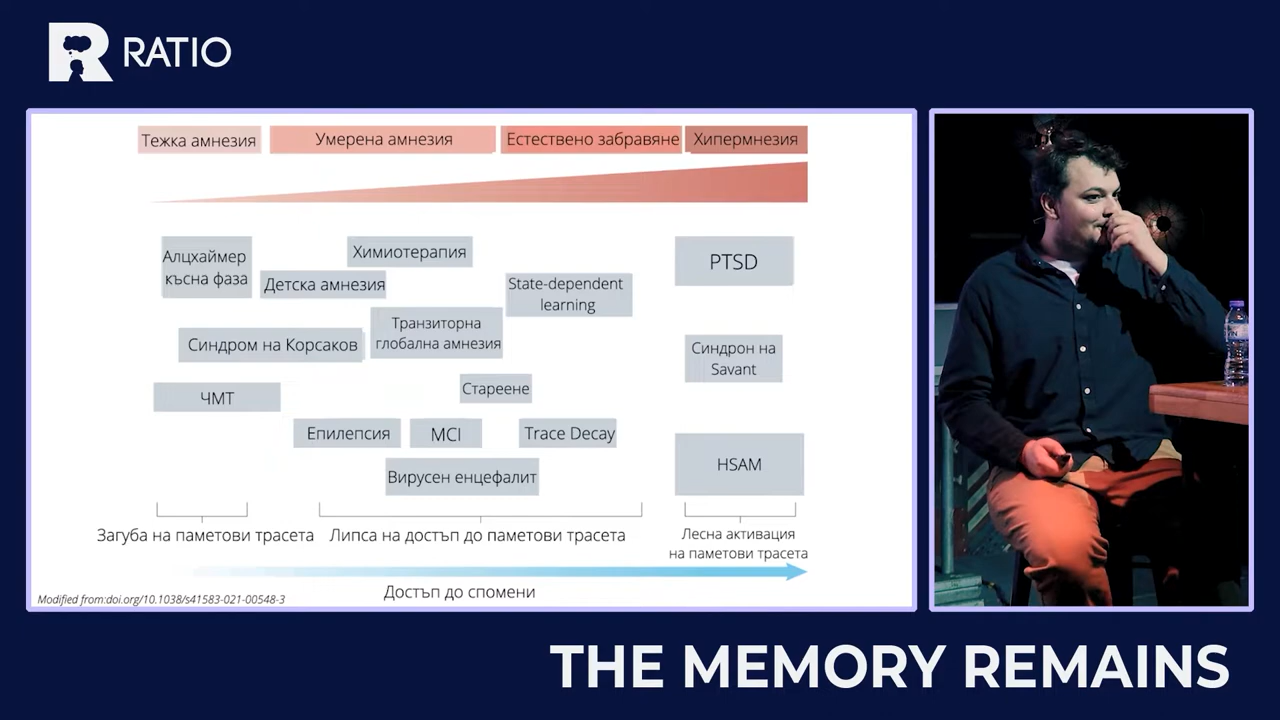 RATIO
Тежка амнезия
Умерена амнезия
Естествено забравяне
Хипермнезия
Алцхаймер
късна фаза
Химиотерапия
Детска амнезия
State-dependent
learning
PTSD
Транзиторна
глобална амнезия
Синдром на Корсаков
Синдрон на
Savant
Стареене
ЧМТ
Епилепсия
MCI
Trace Decay
HSAM
Вирусен енцефалит
Загуба на паметови трасета
Липса на достъп до паметови трасета
Лесна активация
на паметови трасета
Достъп до спомени
Modified from:doi.org/10.1038/s41583-021-00548-3
THE MEMORY REMAINS